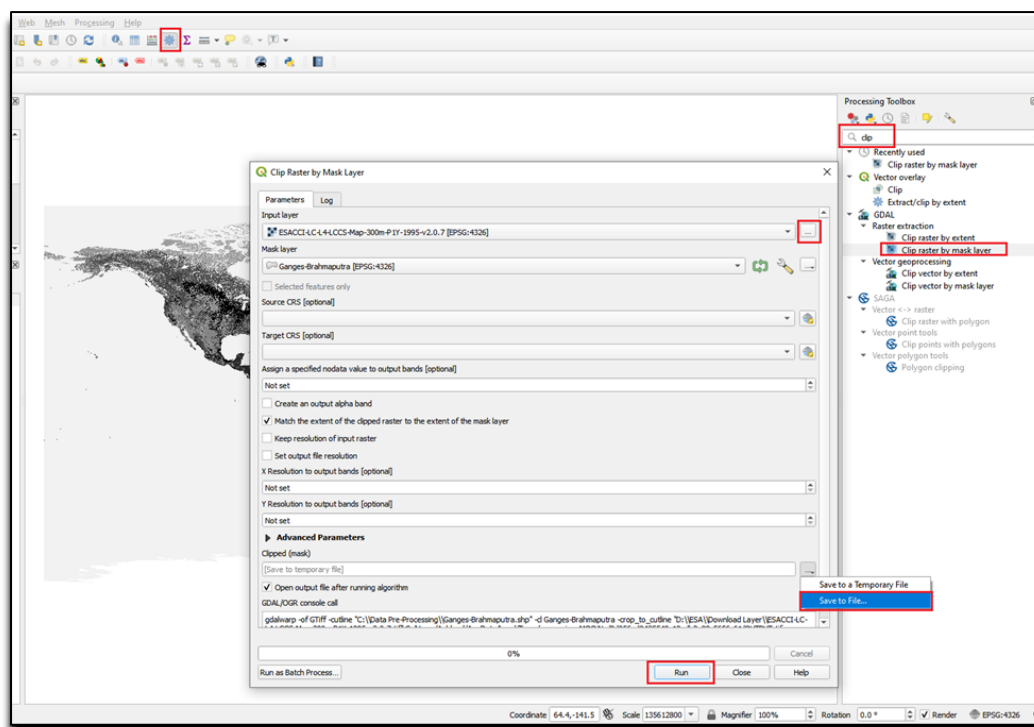 Web Mesh Processing Help
Processing Toolbox
clip
Recently used
Clip raster by mask layer
Vector overlay
Clip
Extract/clip by extent
GDAL
Raster extraction
Clip raster by extent
Clip raster by mask layer
Vector geoprocessing
Clip vector by extent
Clip vector by mask layer
SAGA
Vector <-> raster
Clip raster with polygon
Vector point tools
Clip points with polygons
Vector polygon tools
Polygon clipping
Clip Raster by Mask Layer
Parameters Log
Input layer
ESACCI-LC-L4-LCCS-Map-300m-P1Y-1995-v2.0.7 [EPSG:4326]
Mask layer
Ganges-Brahmaputra [EPSG:4326]
Selected features only
Source CRS [optional]
Target CRS [optional]
Assign a specified nodata value to output bands [optional]
Not set
Create an output alpha band
Match the extent of the clipped raster to the extent of the mask layer
Keep resolution of input raster
Set output file resolution
X Resolution to output bands [optional]
Not set
Y Resolution to output bands [optional]
Not set
Advanced Parameters
Clipped (mask)
[Save to temporary file]
Save to a Temporary File
Save to File...
Open output file after running algorithm
GDAL/OGR console call
gdalwarp -of GTiff -cutline "C:\\Data Pre-Processing\\Ganges-Brahmaputra.shp" -cl Ganges-Brahmaputra -crop_to_cutline "D:\\ESA\\Download Layer\\ESACCI-LC-
0%
Cancel
Run as Batch Process...
Run Close Help
Coordinate 64.4,-141.5 Scale 135612800 Magnifier 100% Rotation 0.0 ° Render EPSG:4326